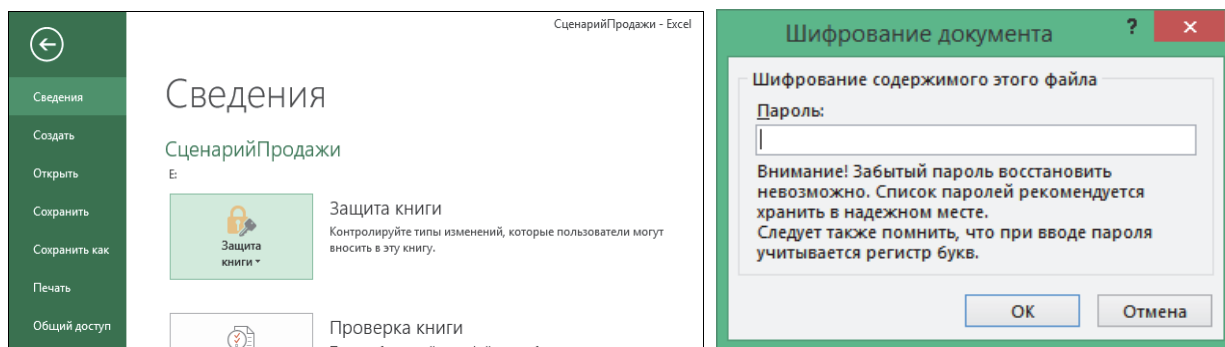 СценарийПродажи - Excel
Сведения
Создать
Открыть
Сохранить
Сохранить как
Печать
Общий доступ
Сведения
СценарийПродажи
E:
Защита
книги
Защита книги
Контролируйте типы изменений, которые пользователи могут
вносить в эту книгу.
Проверка книги
Шифрование документа
?
Шифрование содержимого этого файла
Пароль:
Внимание! Забытый пароль восстановить
невозможно. Список паролей рекомендуется
хранить в надежном месте.
Следует также помнить, что при вводе пароля
учитывается регистр букв.
ОК
Отмена